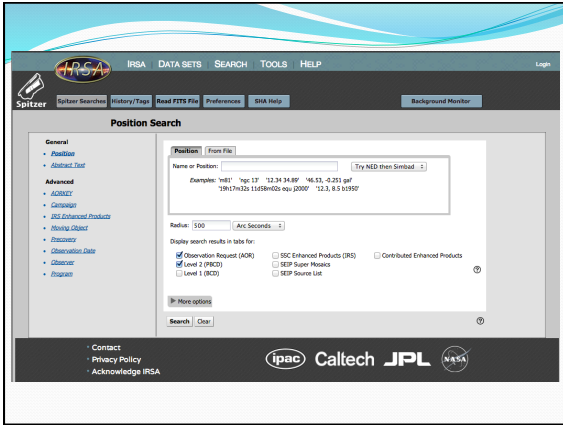 IRSA IRSA DATA SETS SEARCH TOOLS HELP Login
Spitzer Spitzer Searches History/Tags Read FITS File Preferences SHA Help Background Monitor
Position Search
General
• Position
• Abstract Text
Advanced
• AORKEY
• Campaign
• IRS Enhanced Products
• Moving Object
• Precovery
• Observation Date
• Observer
• Program
Position From File
Name or Position: Try NED then Simbad
Examples: 'm81' 'ngc 13' '12.34 34.89' '46.53, -0.251 gal'
'19h17m32s 11d58m02s equ j2000' '12.3, 8.5 b1950'
Radius: 500 Arc Seconds
Display search results in tabs for:
Observation Request (AOR) SSC Enhanced Products (IRS) Contributed Enhanced Products
Level 2 (PBCD) SEIP Super Mosaics
Level 1 (BCD) SEIP Source List
?
More options
Search Clear ?
• Contact
• Privacy Policy
• Acknowledge IRSA
ipac Caltech JPL NASA